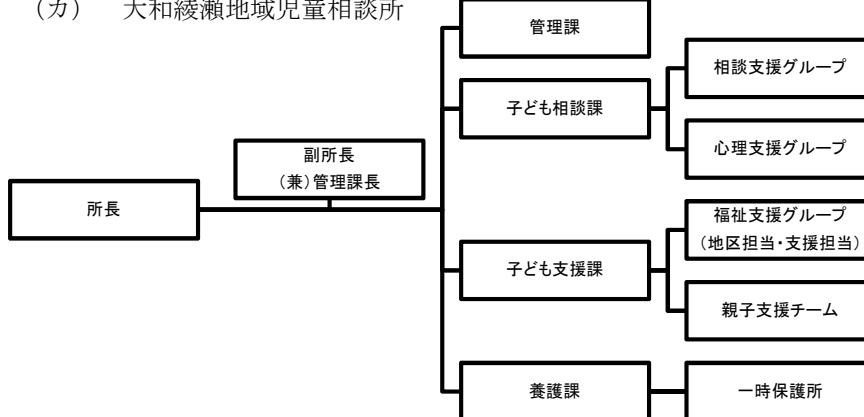 （カ）　大和綾瀬地域児童相談所
管理課
相談支援グループ
子ども相談課
心理支援グループ
副所長
（兼）管理課長
所長
福祉支援グループ
（地区担当・支援担当）
子ども支援課
親子支援チーム
養護課
一時保護所